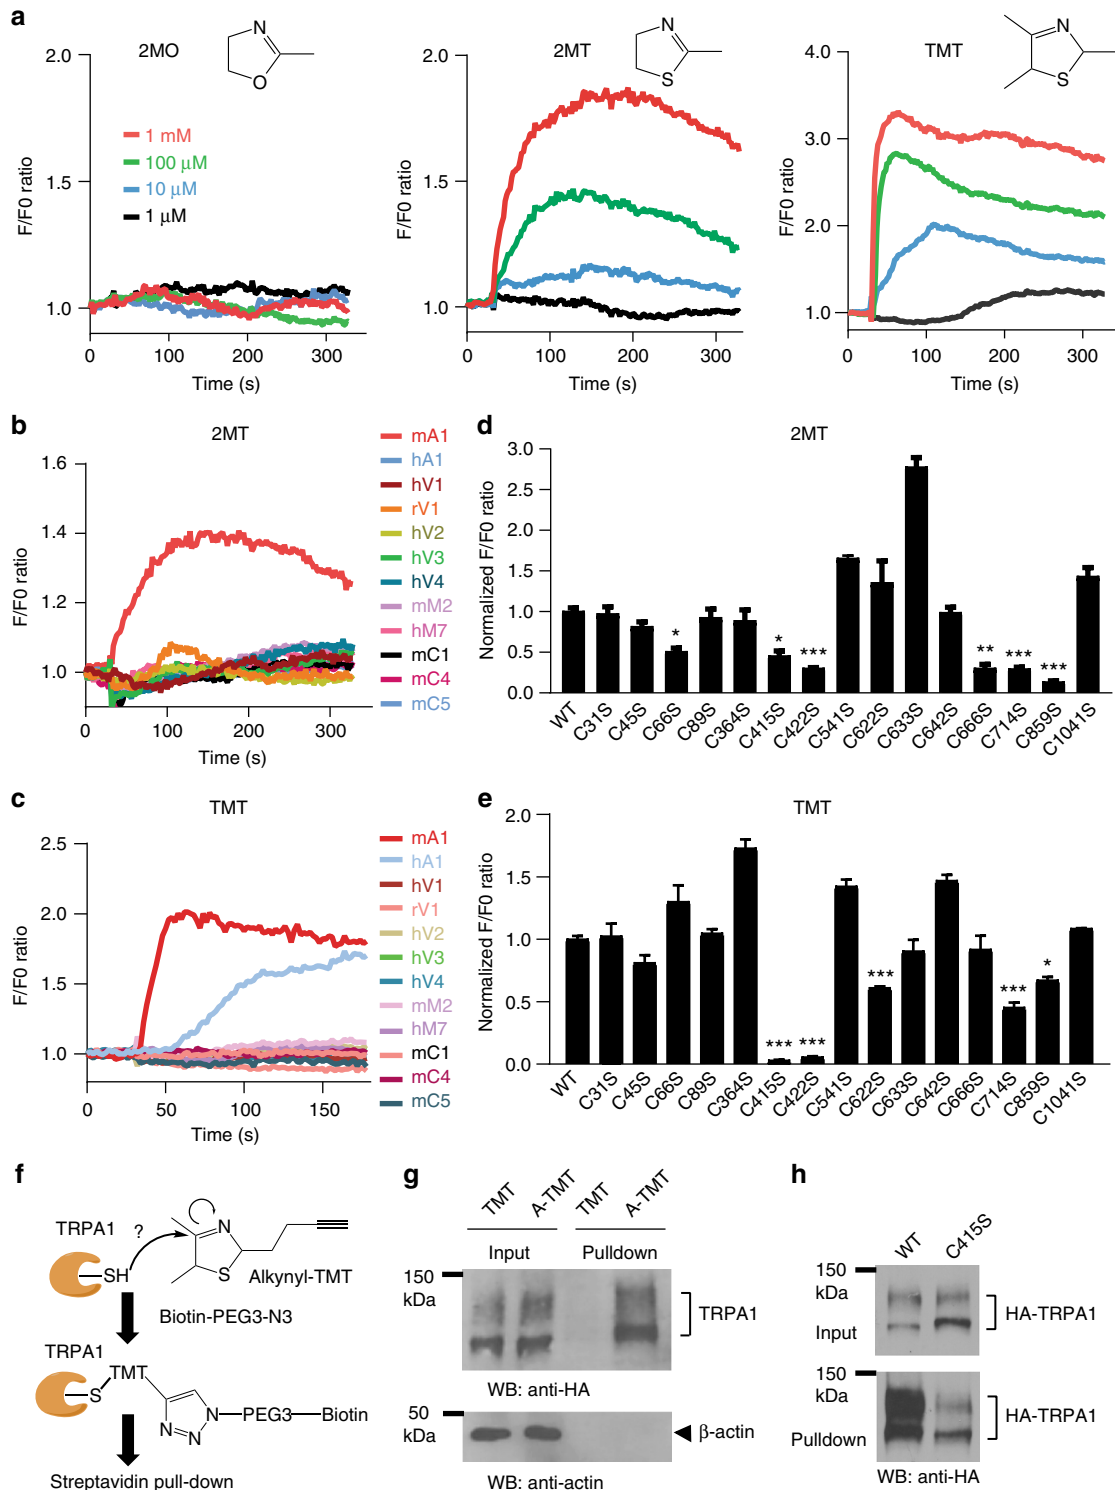 a
2MO
2MT
TMT
N
O
N
S
N
S
F/F0 ratio
2.0
1.5
1.0
1 mM
100 μM
10 μM
1 μM
0 100 200 300
Time (s)
F/F0 ratio
2.0
1.5
1.0
0 100 200 300
Time (s)
F/F0 ratio
4.0
3.0
2.0
1.0
0 100 200 300
Time (s)
b
2MT
F/F0 ratio
1.6
1.4
1.2
1.0
0 100 200 300
Time (s)
mA1
hA1
hV1
rV1
hV2
hV3
hV4
mM2
hM7
mC1
mC4
mC5
d
2MT
Normalized F/F0 ratio
3.0
2.5
2.0
1.5
1.0
0.5
0.0
*
*
***
**
***
***
WT
C31S
C45S
C66S
C89S
C364S
C415S
C422S
C541S
C622S
C633S
C642S
C666S
C714S
C859S
C1041S
c
TMT
F/F0 ratio
2.5
2.0
1.5
1.0
0 50 100 150
Time (s)
mA1
hA1
hV1
rV1
hV2
hV3
hV4
mM2
hM7
mC1
mC4
mC5
e
TMT
Normalized F/F0 ratio
2.0
1.5
1.0
0.5
0.0
***
***
***
***
*
WT
C31S
C45S
C66S
C89S
C364S
C415S
C422S
C541S
C622S
C633S
C642S
C666S
C714S
C859S
C1041S
f
TRPA1
?
N
SH
S
Alkynyl-TMT
Biotin-PEG3-N3
TRPA1
TMT
S
N
N
N
PEG3
Biotin
Streptavidin pull-down
g
TMT
A-TMT
TMT
A-TMT
Input
Pulldown
150
kDa
TRPA1
WB: anti-HA
50
kDa
β-actin
WB: anti-actin
h
WT
C415S
150
kDa
Input
HA-TRPA1
150
kDa
Pulldown
HA-TRPA1
WB: anti-HA